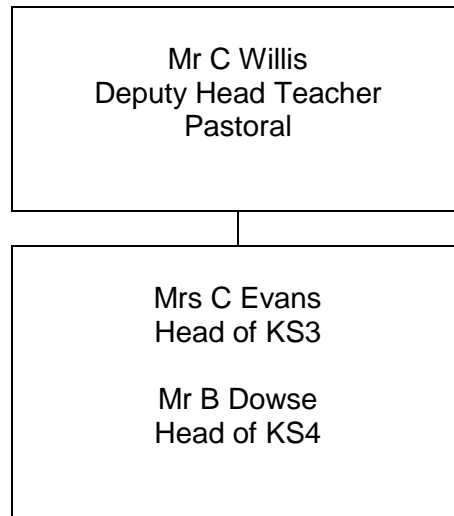 Mr C Willis
Deputy Head Teacher
Pastoral
Mrs C Evans
Head of KS3
Mr B Dowse
Head of KS4